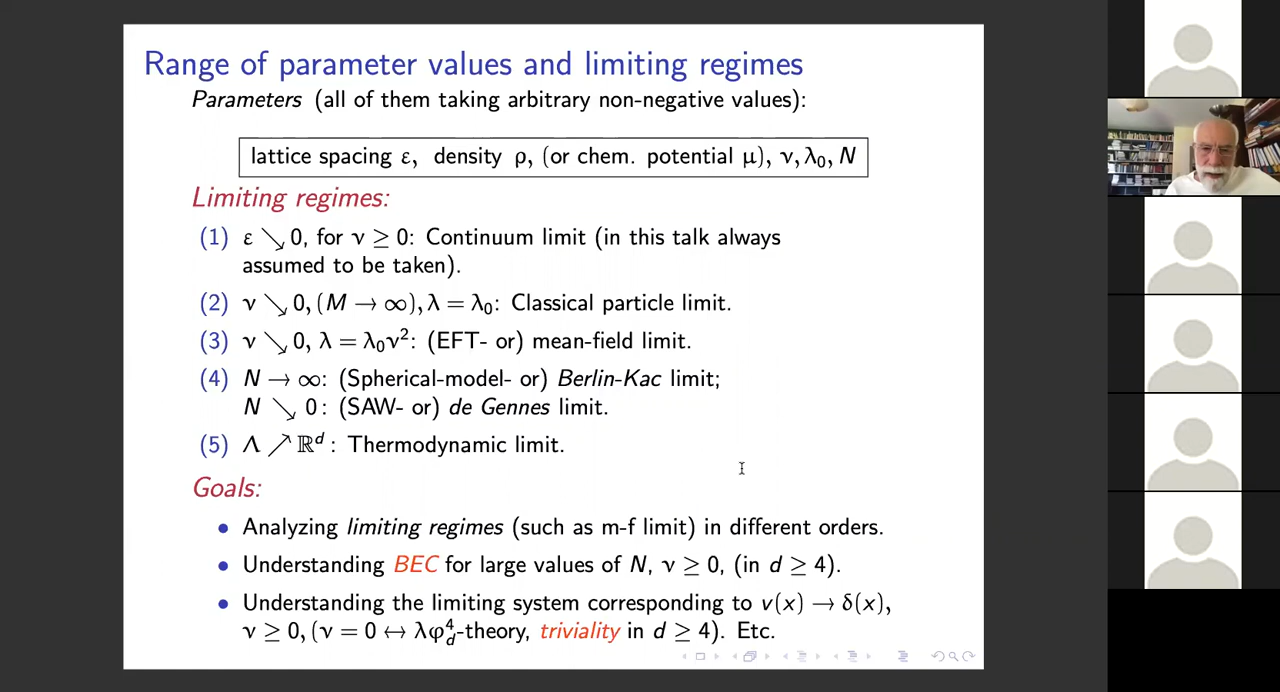 Range of parameter values and limiting regimes
Parameters (all of them taking arbitrary non-negative values):
lattice spacing ε, density ρ, (or chem. potential μ), ν, λ₀, N
Limiting regimes:
(1) ε ↘ 0, for ν ≥ 0: Continuum limit (in this talk always
assumed to be taken).
(2) ν ↘ 0, (M → ∞), λ = λ₀: Classical particle limit.
(3) ν ↘ 0, λ = λ₀ν²: (EFT- or) mean-field limit.
(4) N → ∞: (Spherical-model- or) Berlin-Kac limit;
N ↘ 0: (SAW- or) de Gennes limit.
(5) Λ ↗ ℝᵈ: Thermodynamic limit.
Goals:
• Analyzing limiting regimes (such as m-f limit) in different orders.
• Understanding BEC for large values of N, ν ≥ 0, (in d ≥ 4).
• Understanding the limiting system corresponding to v(x) → δ(x),
ν ≥ 0, (ν = 0 ↔ λφ⁴_d-theory, triviality in d ≥ 4). Etc.